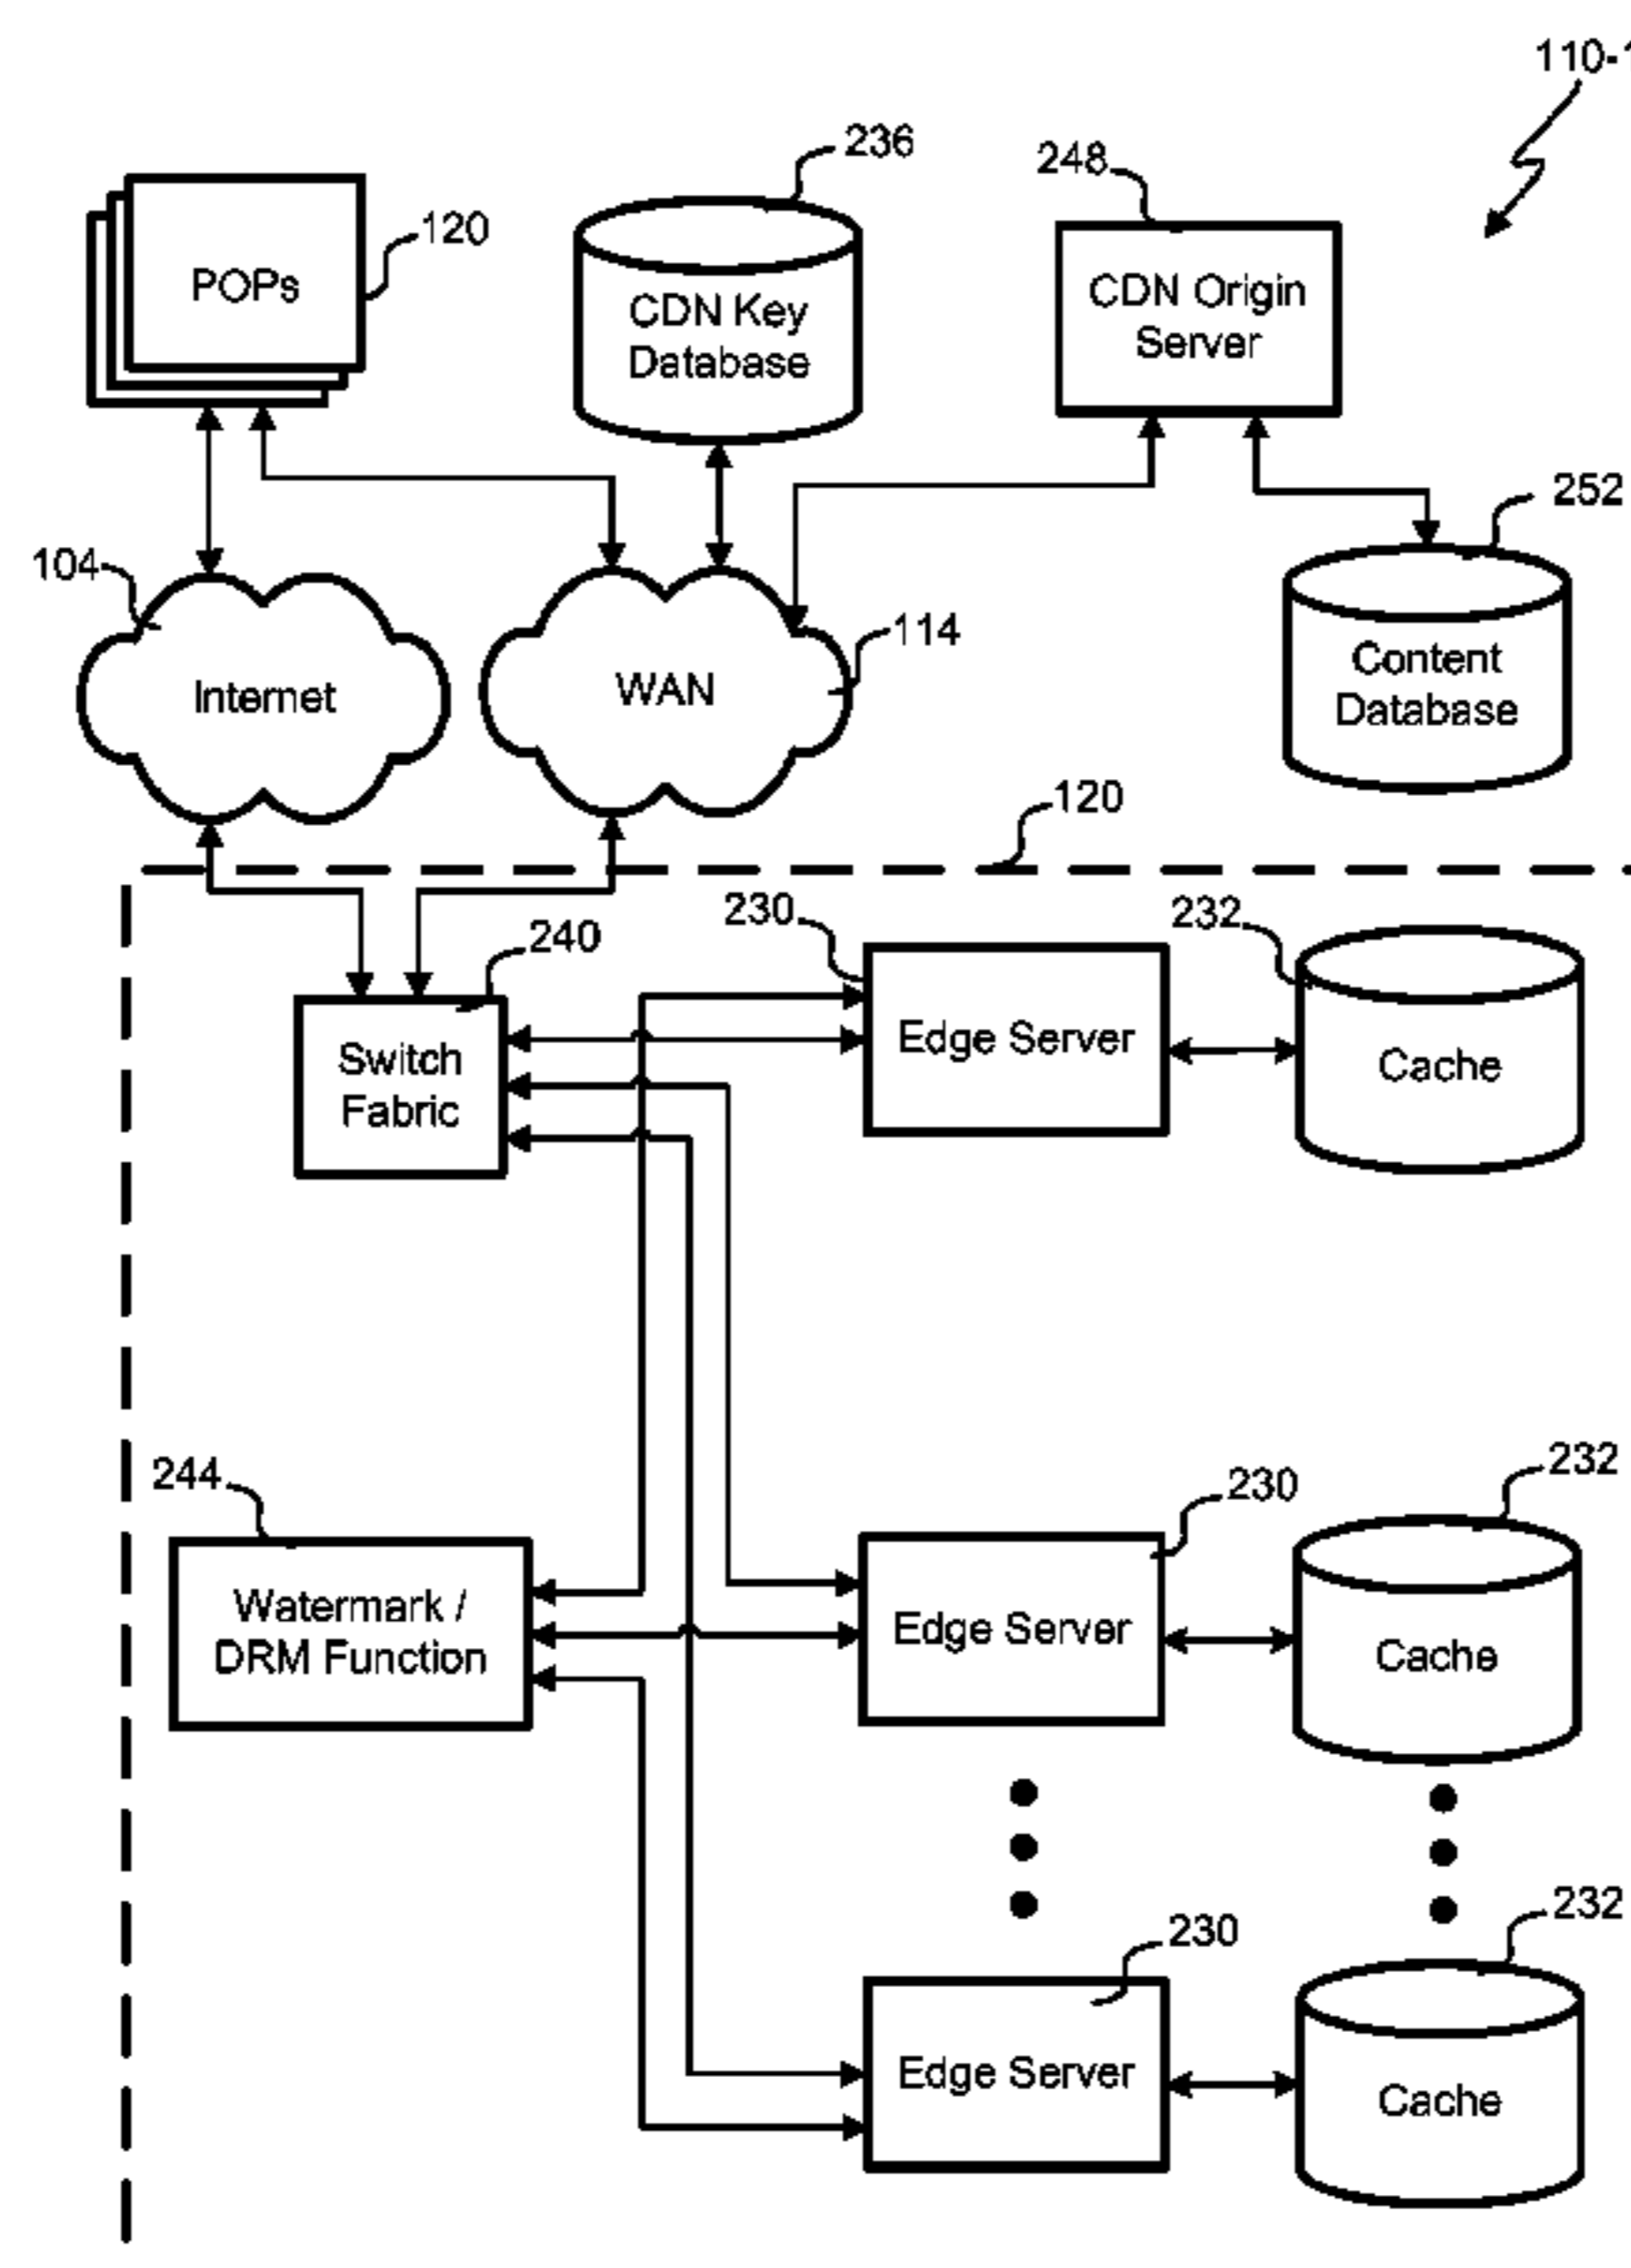 110-1
236
248
120
POPs
CDN Key
Database
CDN Origin
Server
252
104
114
Internet
WAN
Content
Database
120
230
232
240
Switch
Fabric
Edge Server
Cache
244
230
232
Watermark /
DRM Function
Edge Server
Cache
230
232
Edge Server
Cache